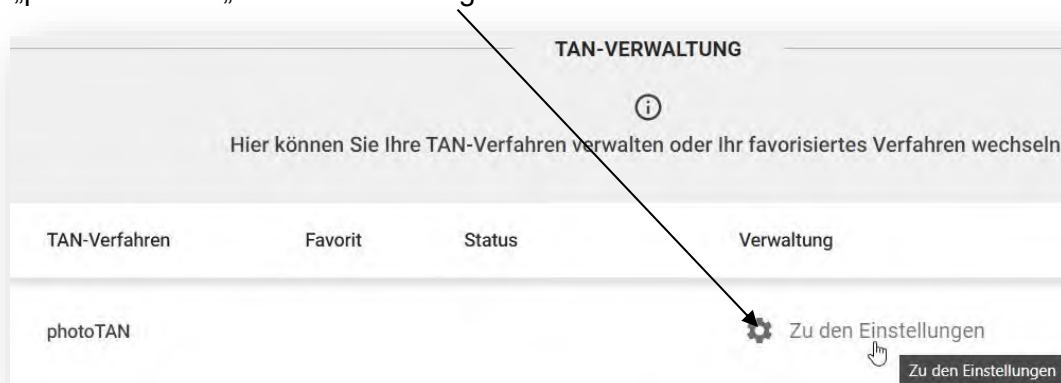 TAN-VERWALTUNG
Hier können Sie Ihre TAN-Verfahren verwalten oder Ihr favorisiertes Verfahren wechseln
TAN-Verfahren Favorit Status Verwaltung
photoTAN Zu den Einstellungen
Zu den Einstellungen